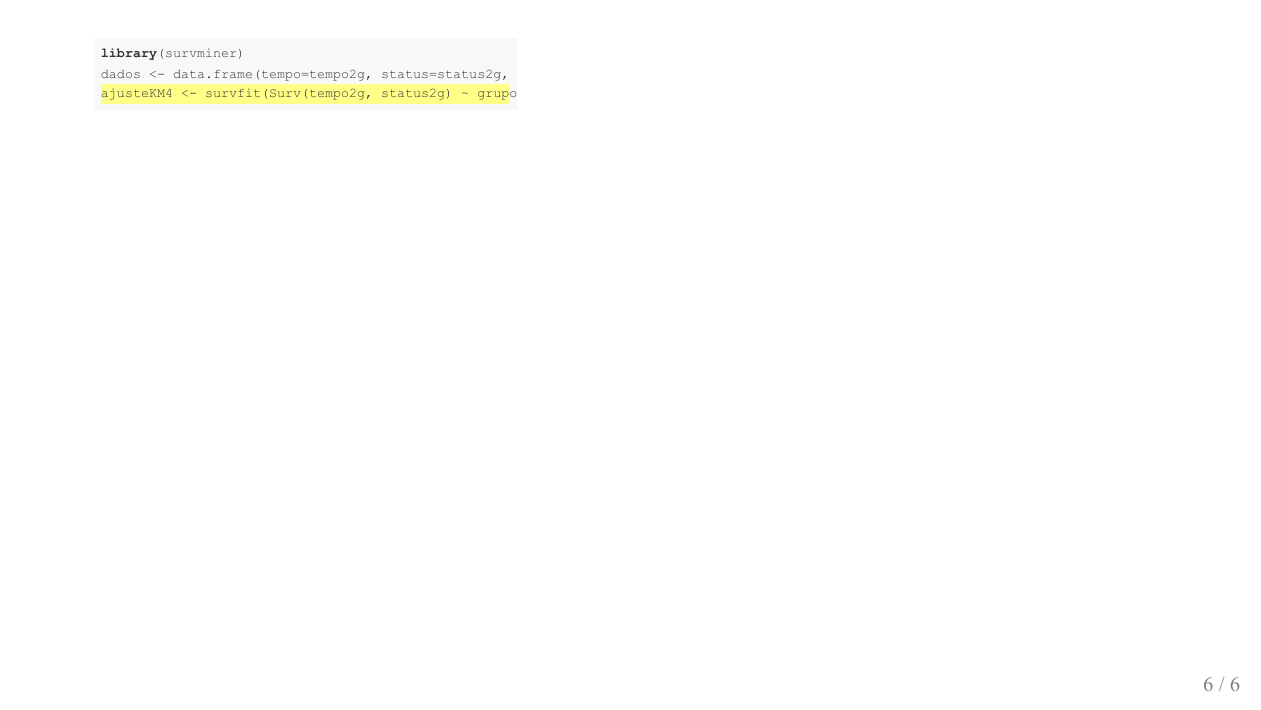 library(survminer)
dados <- data.frame(tempo=tempo2g, status=status2g,
ajusteKM4 <- survfit(Surv(tempo2g, status2g) ~ grupo
6 / 6